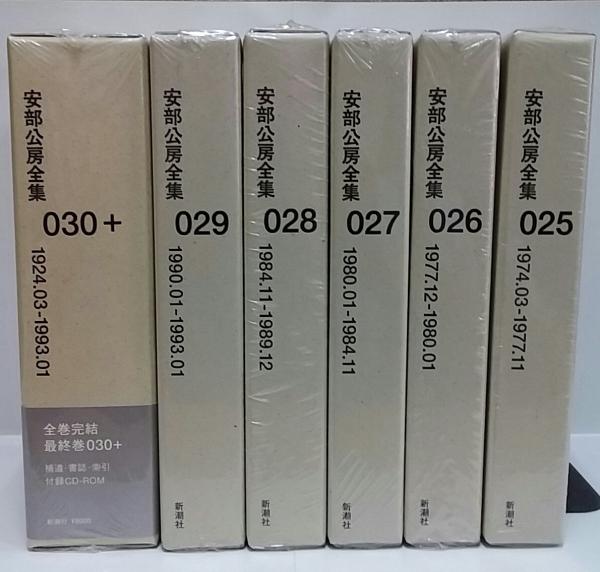 安部公房全集
030+
1924.03-1993.01
全巻完結
最終巻030+
補遺・書誌・索引
付録CD-ROM
新潮社 ¥8000
安部公房全集
029
1990.01-1993.01
新潮社
安部公房全集
028
1984.11-1989.12
新潮社
安部公房全集
027
1980.01-1984.11
新潮社
安部公房全集
026
1977.12-1980.01
新潮社
安部公房全集
025
1974.03-1977.11
新潮社